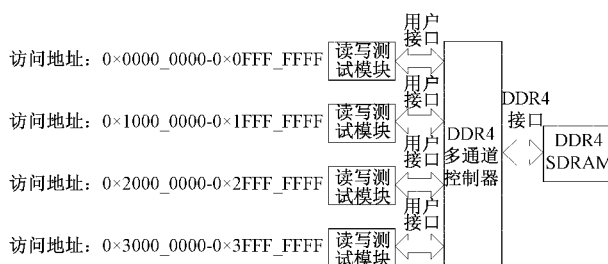 用户
接口
访问地址：0×0000_0000-0×0FFF_FFFF
读写测
试模块
用户
接口
访问地址：0×1000_0000-0×1FFF_FFFF
读写测
试模块
用户
接口
访问地址：0×2000_0000-0×2FFF_FFFF
读写测
试模块
用户
接口
访问地址：0×3000_0000-0×3FFF_FFFF
读写测
试模块
DDR4
多通道
控制器
DDR4
接口
DDR4
SDRAM